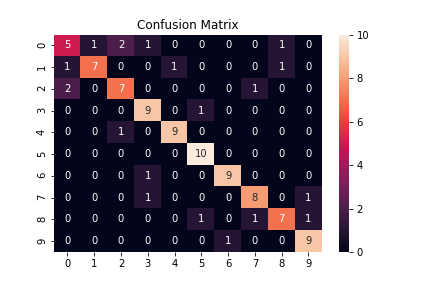 Confusion Matrix
0 5 1 2 1 0 0 0 0 1 0
1 1 7 0 0 1 0 0 0 1 0
2 2 0 7 0 0 0 0 1 0 0
3 0 0 0 9 0 1 0 0 0 0
4 0 0 1 0 9 0 0 0 0 0
5 0 0 0 0 0 10 0 0 0 0
6 0 0 0 1 0 0 9 0 0 0
7 0 0 0 1 0 0 0 8 0 1
8 0 0 0 0 0 1 0 1 7 1
9 0 0 0 0 0 0 1 0 0 9
0 1 2 3 4 5 6 7 8 9
10
8
6
4
2
0